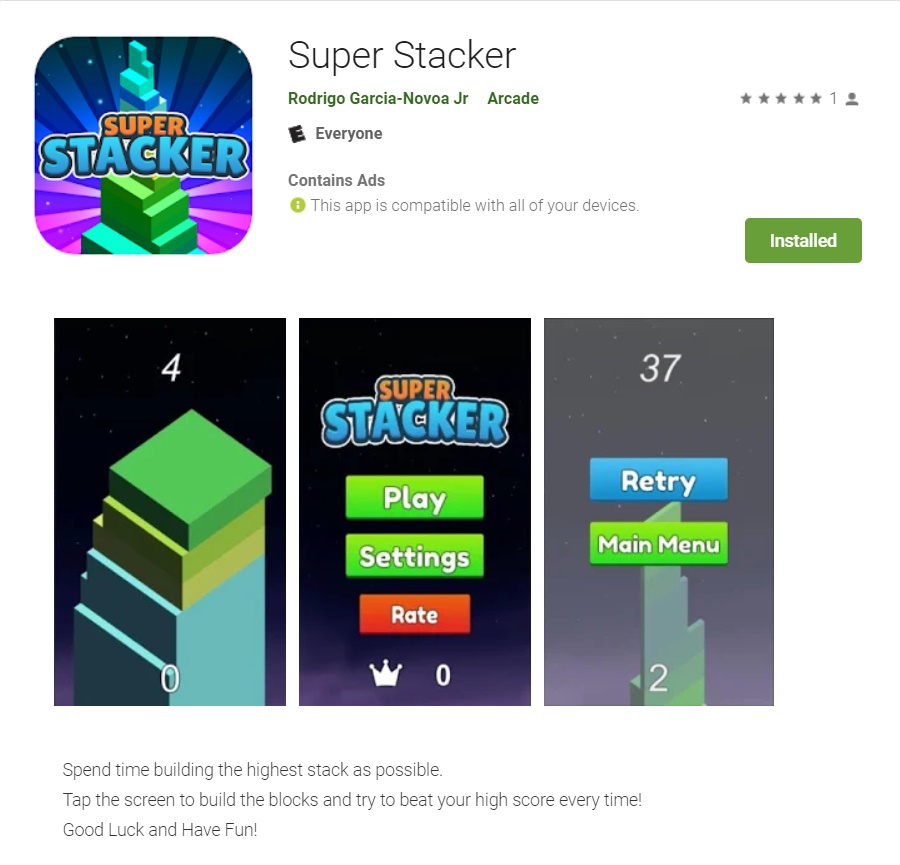 Super Stacker
Rodrigo Garcia-Novoa Jr Arcade 1
E Everyone
Contains Ads
This app is compatible with all of your devices.
Installed
SUPER
STACKER
4
0
SUPER
STACKER
Play
Settings
Rate
0
37
Retry
Main Menu
2
Spend time building the highest stack as possible.
Tap the screen to build the blocks and try to beat your high score every time!
Good Luck and Have Fun!